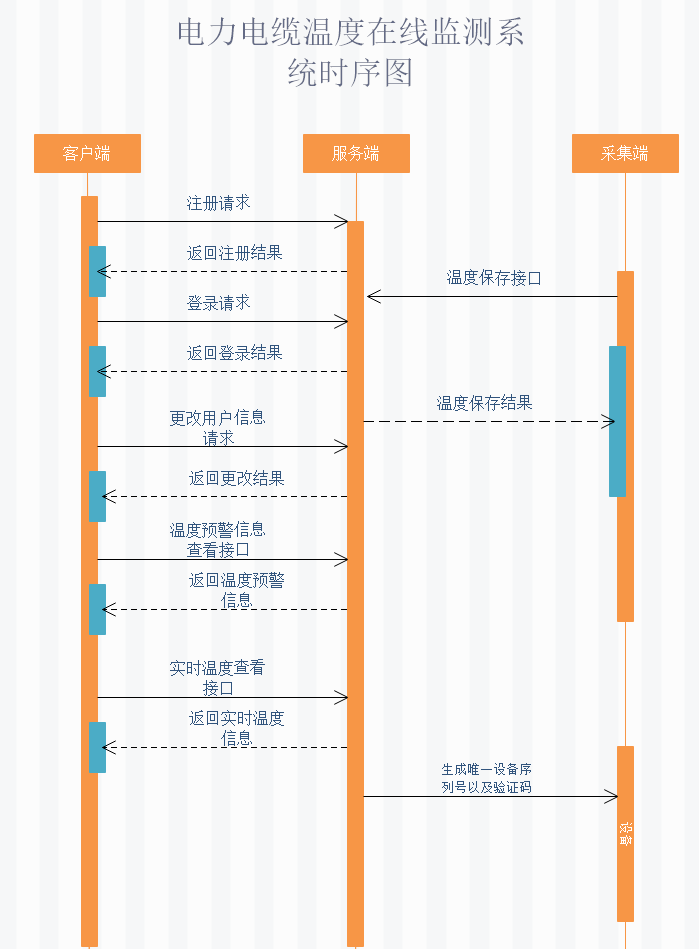 电力电缆温度在线监测系
统时序图
客户端
服务端
采集端
注册请求
返回注册结果
温度保存接口
登录请求
返回登录结果
温度保存结果
更改用户信息
请求
返回更改结果
温度预警信息
查看接口
返回温度预警
信息
实时温度查看
接口
返回实时温度
信息
生成唯一设备序
列号以及验证码
设备